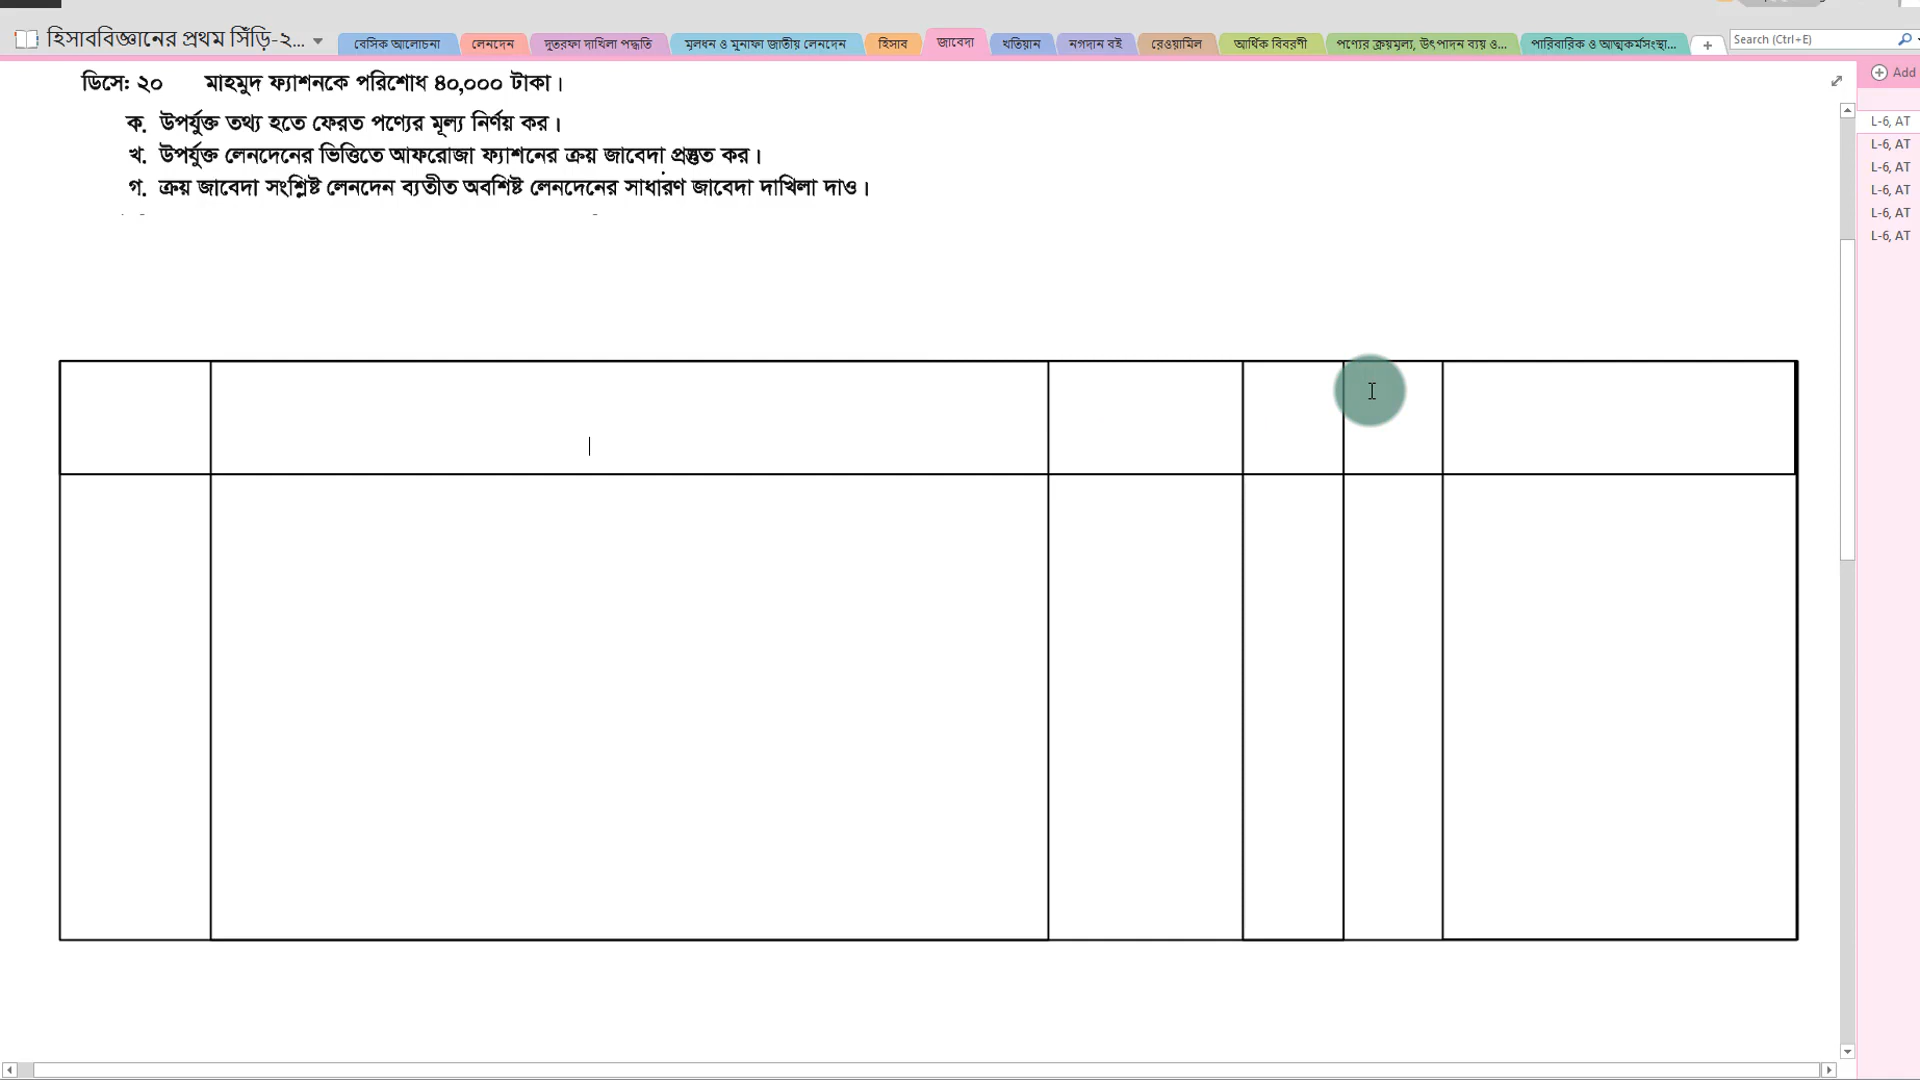 হিসাববিজ্ঞানের প্রথম সিঁড়ি-২...
বেসিক আলোচনা
লেনদেন
দুতরফা দাখিলা পদ্ধতি
মূলধন ও মুনাফা জাতীয় লেনদেন
হিসাব
জাবেদা
খতিয়ান
নগদান বই
রেওয়ামিল
আর্থিক বিবরণী
পণ্যের ক্রয়মূল্য, উৎপাদন ব্যয় ও...
পারিবারিক ও আত্মকর্মসংস্থা...
Search (Ctrl+E)
Add
ডিসে: ২০ মাহমুদ ফ্যাশনকে পরিশোধ ৪০,০০০ টাকা।
ক. উপর্যুক্ত তথ্য হতে ফেরত পণ্যের মূল্য নির্ণয় কর।
খ. উপর্যুক্ত লেনদেনের ভিত্তিতে আফরোজা ফ্যাশনের ক্রয় জাবেদা প্রস্তুত কর।
গ. ক্রয় জাবেদা সংশ্লিষ্ট লেনদেন ব্যতীত অবশিষ্ট লেনদেনের সাধারণ জাবেদা দাখিলা দাও।
L-6, AT
L-6, AT
L-6, AT
L-6, AT
L-6, AT
L-6, AT